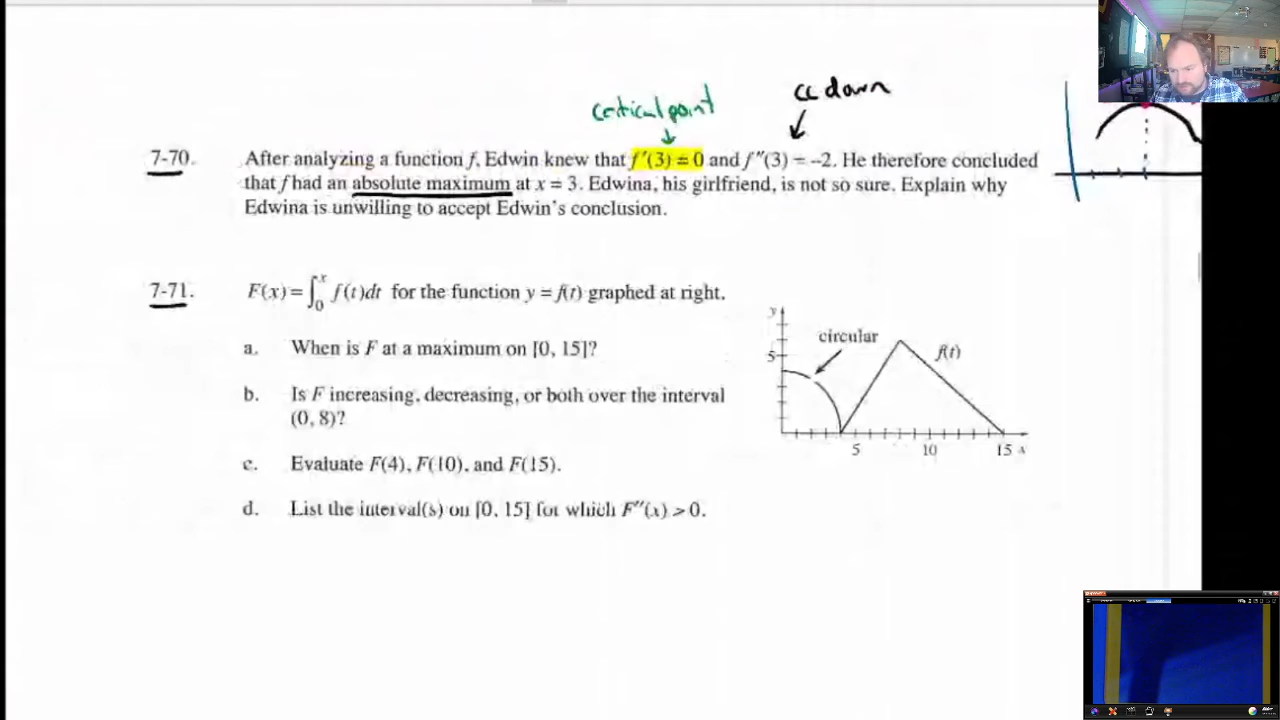 critical point
cc down
7-70. After analyzing a function f, Edwin knew that f′(3) = 0 and f″(3) = –2. He therefore concluded
that f had an absolute maximum at x = 3. Edwina, his girlfriend, is not so sure. Explain why
Edwina is unwilling to accept Edwin's conclusion.
7-71. F(x) = ∫₀ˣ f(t)dt for the function y = f(t) graphed at right.
a. When is F at a maximum on [0, 15]?
b. Is F increasing, decreasing, or both over the interval
(0, 8)?
c. Evaluate F(4), F(10), and F(15).
d. List the interval(s) on [0, 15] for which F″(x) > 0.
y
circular
5
f(t)
5 10 15 x